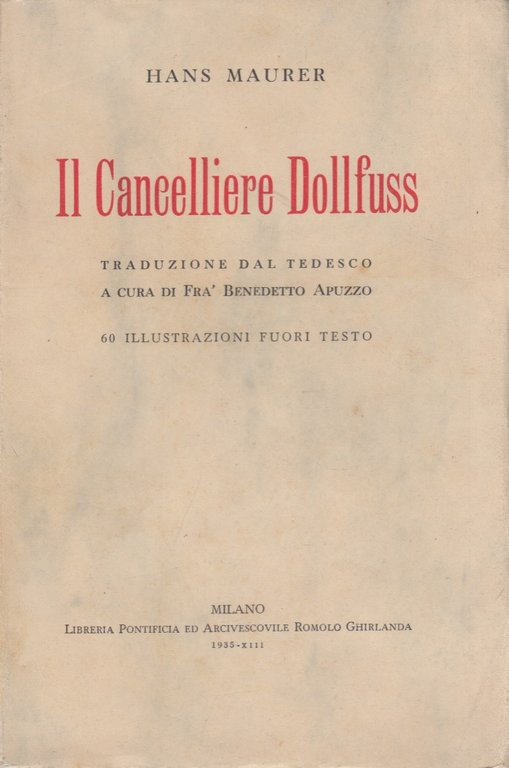 HANS MAURER
Il Cancelliere Dollfuss
TRADUZIONE DAL TEDESCO
A CURA DI FRA' BENEDETTO APUZZO
60 ILLUSTRAZIONI FUORI TESTO
MILANO
LIBRERIA PONTIFICIA ED ARCIVESCOVILE ROMOLO GHIRLANDA
1935-XIII